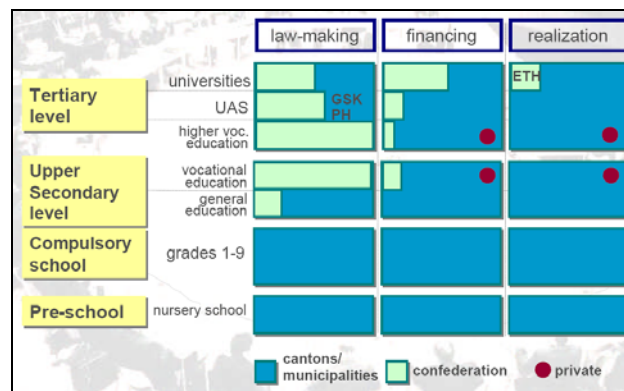 law-making financing realization
Tertiary
level
universities
UAS
higher voc.
education
GSK
PH
ETH
Upper
Secondary
level
vocational
education
general
education
Compulsory
school
grades 1-9
Pre-school
nursery school
cantons/
municipalities
confederation
private